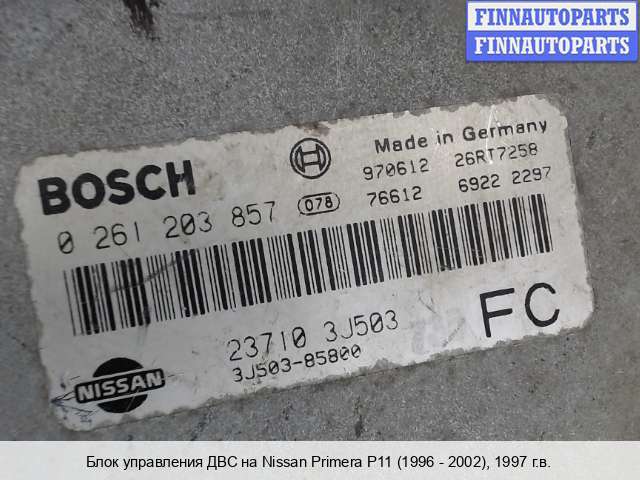 FINNAUTOPARTS
FINNAUTOPARTS
BOSCH
Made in Germany
970612 26RT7258
0 261 203 857 078 76612 6922 2297
23710 3J503 FC
3J503-85800
NISSAN
Блок управления ДВС на Nissan Primera P11 (1996 - 2002), 1997 г.в.